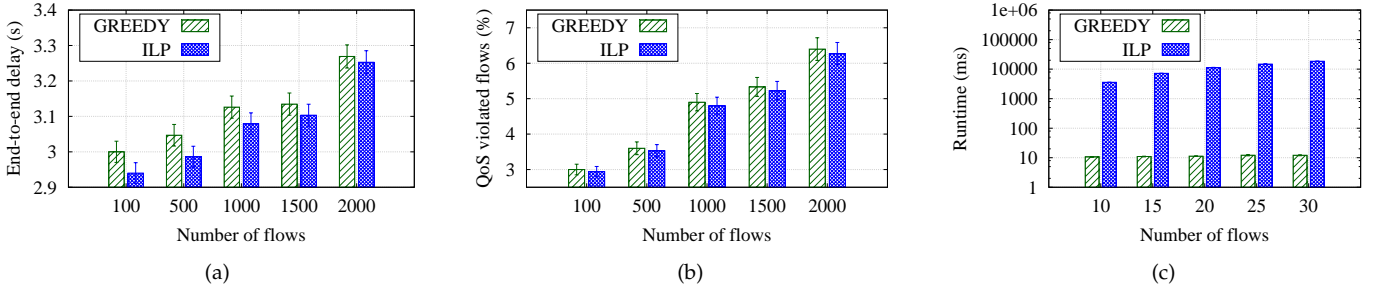 3.4
3.3
3.2
3.1
3
2.9
End-to-end delay (s)
GREEDY
ILP
100 500 1000 1500 2000
Number of flows
(a)
7
6
5
4
3
QoS violated flows (%)
GREEDY
ILP
100 500 1000 1500 2000
Number of flows
(b)
1e+06
100000
10000
1000
100
10
1
Runtime (ms)
GREEDY
ILP
10 15 20 25 30
Number of flows
(c)